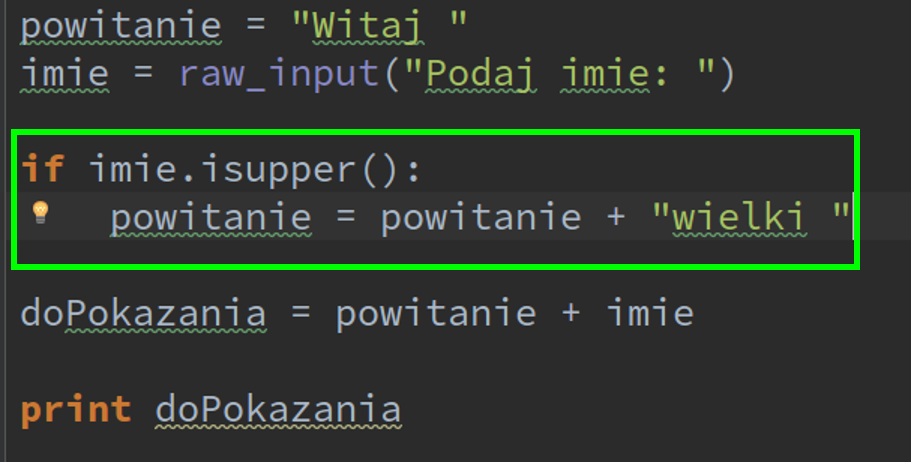 powitanie = "Witaj "
imie = raw_input("Podaj imie: ")
if imie.isupper():
powitanie = powitanie + "wielki "
doPokazania = powitanie + imie
print doPokazania